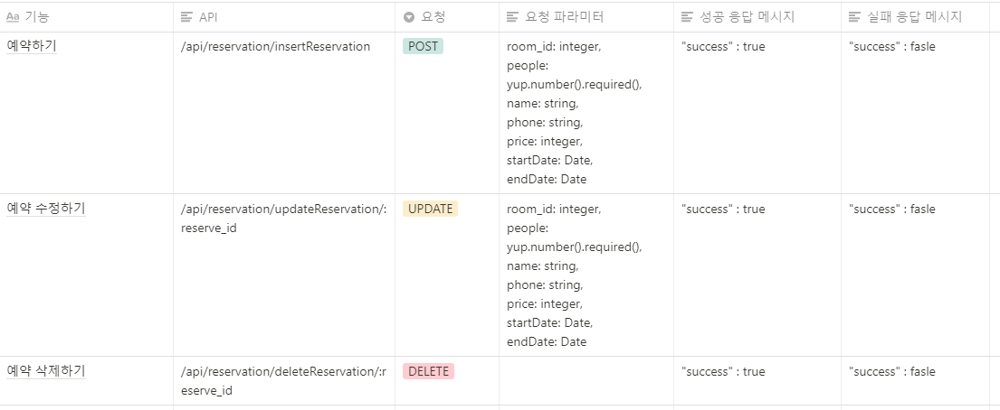 Aa 기능
API
요청
요청 파라미터
성공 응답 메시지
실패 응답 메시지
예약하기
/api/reservation/insertReservation
POST
room_id: integer,
people:
yup.number().required(),
name: string,
phone: string,
price: integer,
startDate: Date,
endDate: Date
"success" : true
"success" : fasle
예약 수정하기
/api/reservation/updateReservation/:
reserve_id
UPDATE
room_id: integer,
people:
yup.number().required(),
name: string,
phone: string,
price: integer,
startDate: Date,
endDate: Date
"success" : true
"success" : fasle
예약 삭제하기
/api/reservation/deleteReservation/:r
eserve_id
DELETE
"success" : true
"success" : fasle